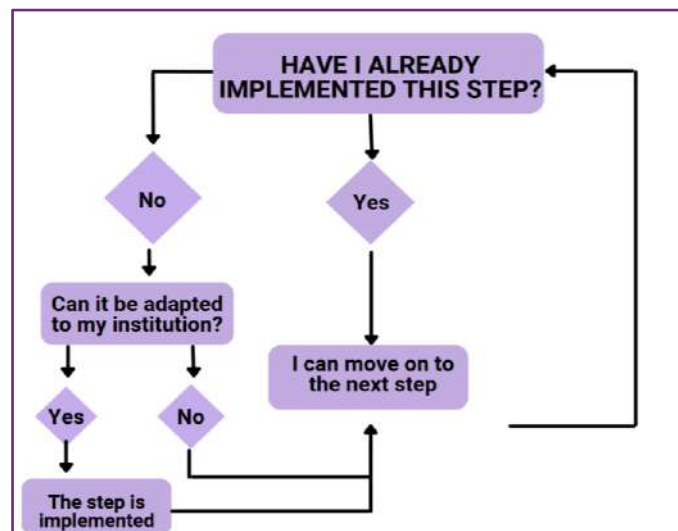 HAVE I ALREADY
IMPLEMENTED THIS STEP?
No
Yes
Can it be adapted
to my institution?
I can move on to
the next step
Yes
No
The step is
implemented